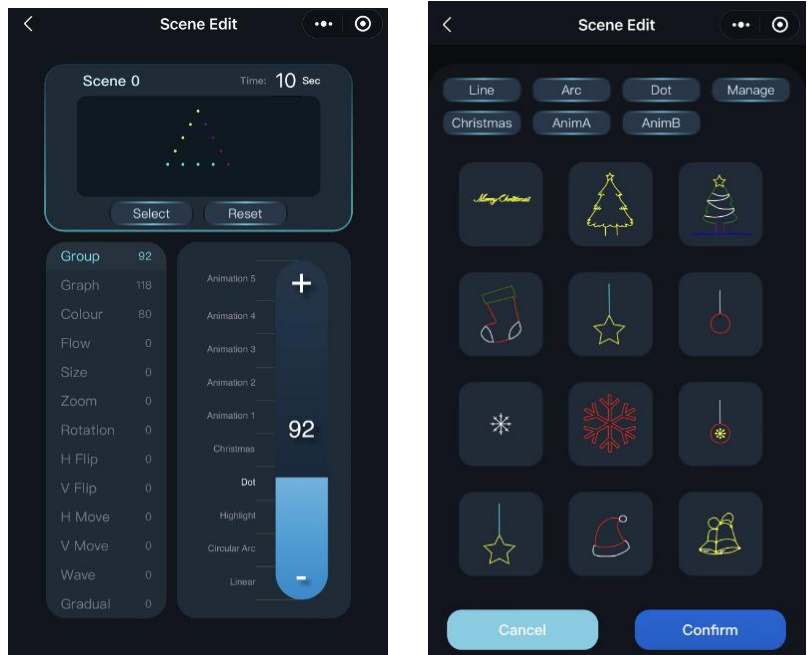 Scene Edit
Scene 0
Time: 10 Sec
Select
Reset
Group 92
Graph 118
Colour 80
Flow 0
Size 0
Zoom 0
Rotation 0
H Flip 0
V Flip 0
H Move 0
V Move 0
Wave 0
Gradual 0
Animation 5
Animation 4
Animation 3
Animation 2
Animation 1
Christmas
Dot
Highlight
Circular Arc
Linear
+
92
-
Scene Edit
Line Arc Dot Manage
Christmas AnimA AnimB
Merry Christmas
Cancel Confirm